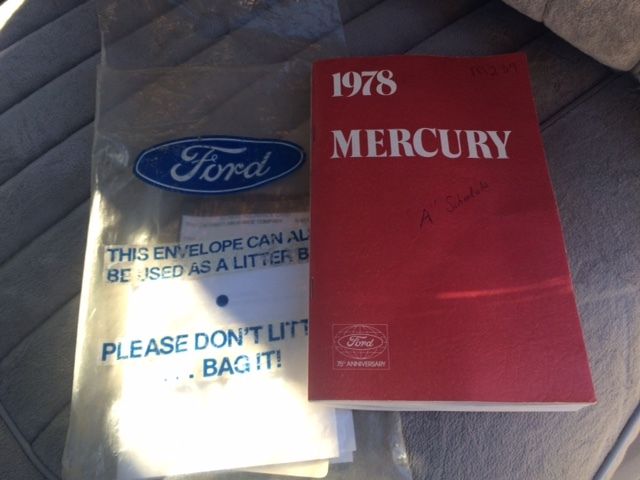 Ford
THIS ENVELOPE CAN AL
BE USED AS A LITTER B
PLEASE DON'T LITT
. . . BAG IT!
1978
MERCURY
"A" Schedule
Ford
75th ANNIVERSARY